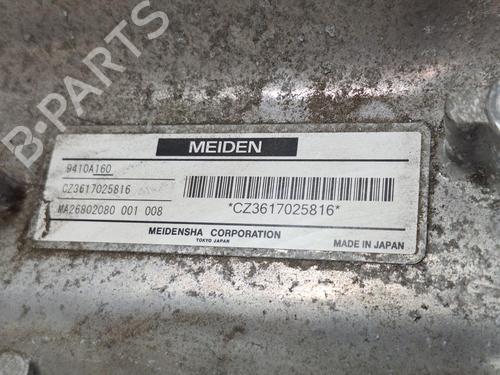 B-PARTS
MEIDEN
9410A160
CZ3617025816
MA26802080 001 008
*CZ3617025816*
MEIDENSHA CORPORATION
TOKYO JAPAN
MADE IN JAPAN